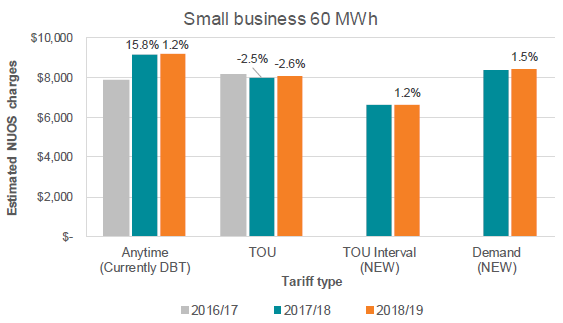 Small business 60 MWh
Estimated NUOS charges
$10,000
$8,000
$6,000
$4,000
$2,000
$-
15.8% 1.2%
-2.5% -2.6%
1.2%
1.5%
Anytime
(Currently DBT)
TOU
TOU Interval
(NEW)
Demand
(NEW)
Tariff type
2016/17 2017/18 2018/19